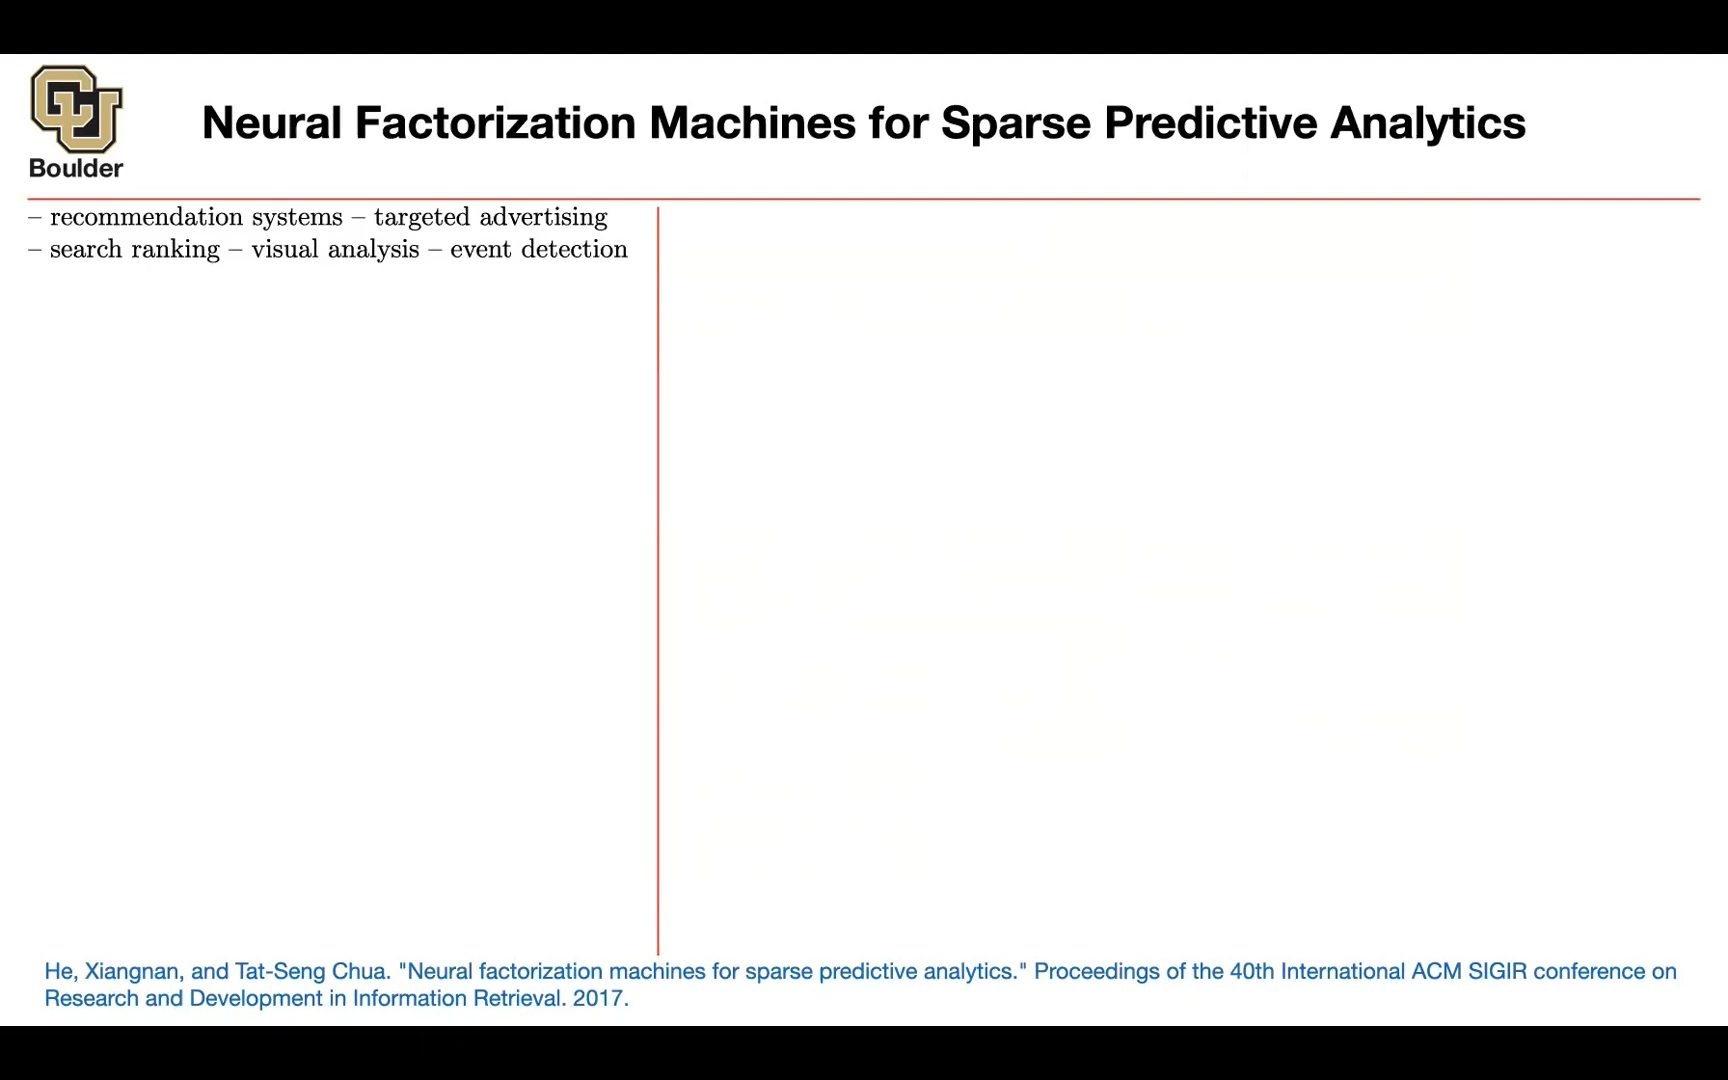 CU
Boulder
Neural Factorization Machines for Sparse Predictive Analytics
– recommendation systems – targeted advertising
– search ranking – visual analysis – event detection
He, Xiangnan, and Tat-Seng Chua. "Neural factorization machines for sparse predictive analytics." Proceedings of the 40th International ACM SIGIR conference on
Research and Development in Information Retrieval. 2017.